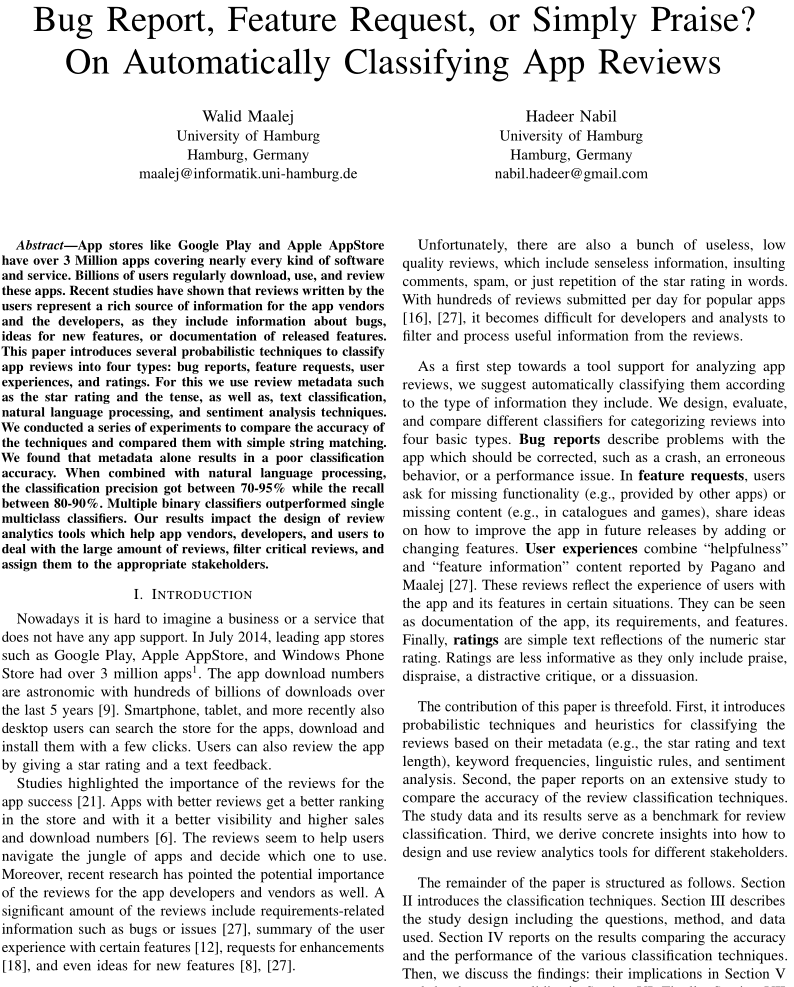 Bug Report, Feature Request, or Simply Praise?
On Automatically Classifying App Reviews
Walid Maalej
University of Hamburg
Hamburg, Germany
maalej@informatik.uni-hamburg.de
Hadeer Nabil
University of Hamburg
Hamburg, Germany
nabil.hadeer@gmail.com
Abstract—App stores like Google Play and Apple AppStore
have over 3 Million apps covering nearly every kind of software
and service. Billions of users regularly download, use, and review
these apps. Recent studies have shown that reviews written by the
users represent a rich source of information for the app vendors
and the developers, as they include information about bugs,
ideas for new features, or documentation of released features.
This paper introduces several probabilistic techniques to classify
app reviews into four types: bug reports, feature requests, user
experiences, and ratings. For this we use review metadata such
as the star rating and the tense, as well as, text classification,
natural language processing, and sentiment analysis techniques.
We conducted a series of experiments to compare the accuracy of
the techniques and compared them with simple string matching.
We found that metadata alone results in a poor classification
accuracy. When combined with natural language processing,
the classification precision got between 70-95% while the recall
between 80-90%. Multiple binary classifiers outperformed single
multiclass classifiers. Our results impact the design of review
analytics tools which help app vendors, developers, and users to
deal with the large amount of reviews, filter critical reviews, and
assign them to the appropriate stakeholders.
I. Introduction
Nowadays it is hard to imagine a business or a service that
does not have any app support. In July 2014, leading app stores
such as Google Play, Apple AppStore, and Windows Phone
Store had over 3 million apps¹. The app download numbers
are astronomic with hundreds of billions of downloads over
the last 5 years [9]. Smartphone, tablet, and more recently also
desktop users can search the store for the apps, download and
install them with a few clicks. Users can also review the app
by giving a star rating and a text feedback.
Studies highlighted the importance of the reviews for the
app success [21]. Apps with better reviews get a better ranking
in the store and with it a better visibility and higher sales
and download numbers [6]. The reviews seem to help users
navigate the jungle of apps and decide which one to use.
Moreover, recent research has pointed the potential importance
of the reviews for the app developers and vendors as well. A
significant amount of the reviews include requirements-related
information such as bugs or issues [27], summary of the user
experience with certain features [12], requests for enhancements
[18], and even ideas for new features [8], [27].
Unfortunately, there are also a bunch of useless, low
quality reviews, which include senseless information, insulting
comments, spam, or just repetition of the star rating in words.
With hundreds of reviews submitted per day for popular apps
[16], [27], it becomes difficult for developers and analysts to
filter and process useful information from the reviews.
As a first step towards a tool support for analyzing app
reviews, we suggest automatically classifying them according
to the type of information they include. We design, evaluate,
and compare different classifiers for categorizing reviews into
four basic types. Bug reports describe problems with the
app which should be corrected, such as a crash, an erroneous
behavior, or a performance issue. In feature requests, users
ask for missing functionality (e.g., provided by other apps) or
missing content (e.g., in catalogues and games), share ideas
on how to improve the app in future releases by adding or
changing features. User experiences combine “helpfulness”
and “feature information” content reported by Pagano and
Maalej [27]. These reviews reflect the experience of users with
the app and its features in certain situations. They can be seen
as documentation of the app, its requirements, and features.
Finally, ratings are simple text reflections of the numeric star
rating. Ratings are less informative as they only include praise,
dispraise, a distractive critique, or a dissuasion.
The contribution of this paper is threefold. First, it introduces
probabilistic techniques and heuristics for classifying the
reviews based on their metadata (e.g., the star rating and text
length), keyword frequencies, linguistic rules, and sentiment
analysis. Second, the paper reports on an extensive study to
compare the accuracy of the review classification techniques.
The study data and its results serve as a benchmark for review
classification. Third, we derive concrete insights into how to
design and use review analytics tools for different stakeholders.
The remainder of the paper is structured as follows. Section
II introduces the classification techniques. Section III describes
the study design including the questions, method, and data
used. Section IV reports on the results comparing the accuracy
and the performance of the various classification techniques.
Then, we discuss the findings: their implications in Section V